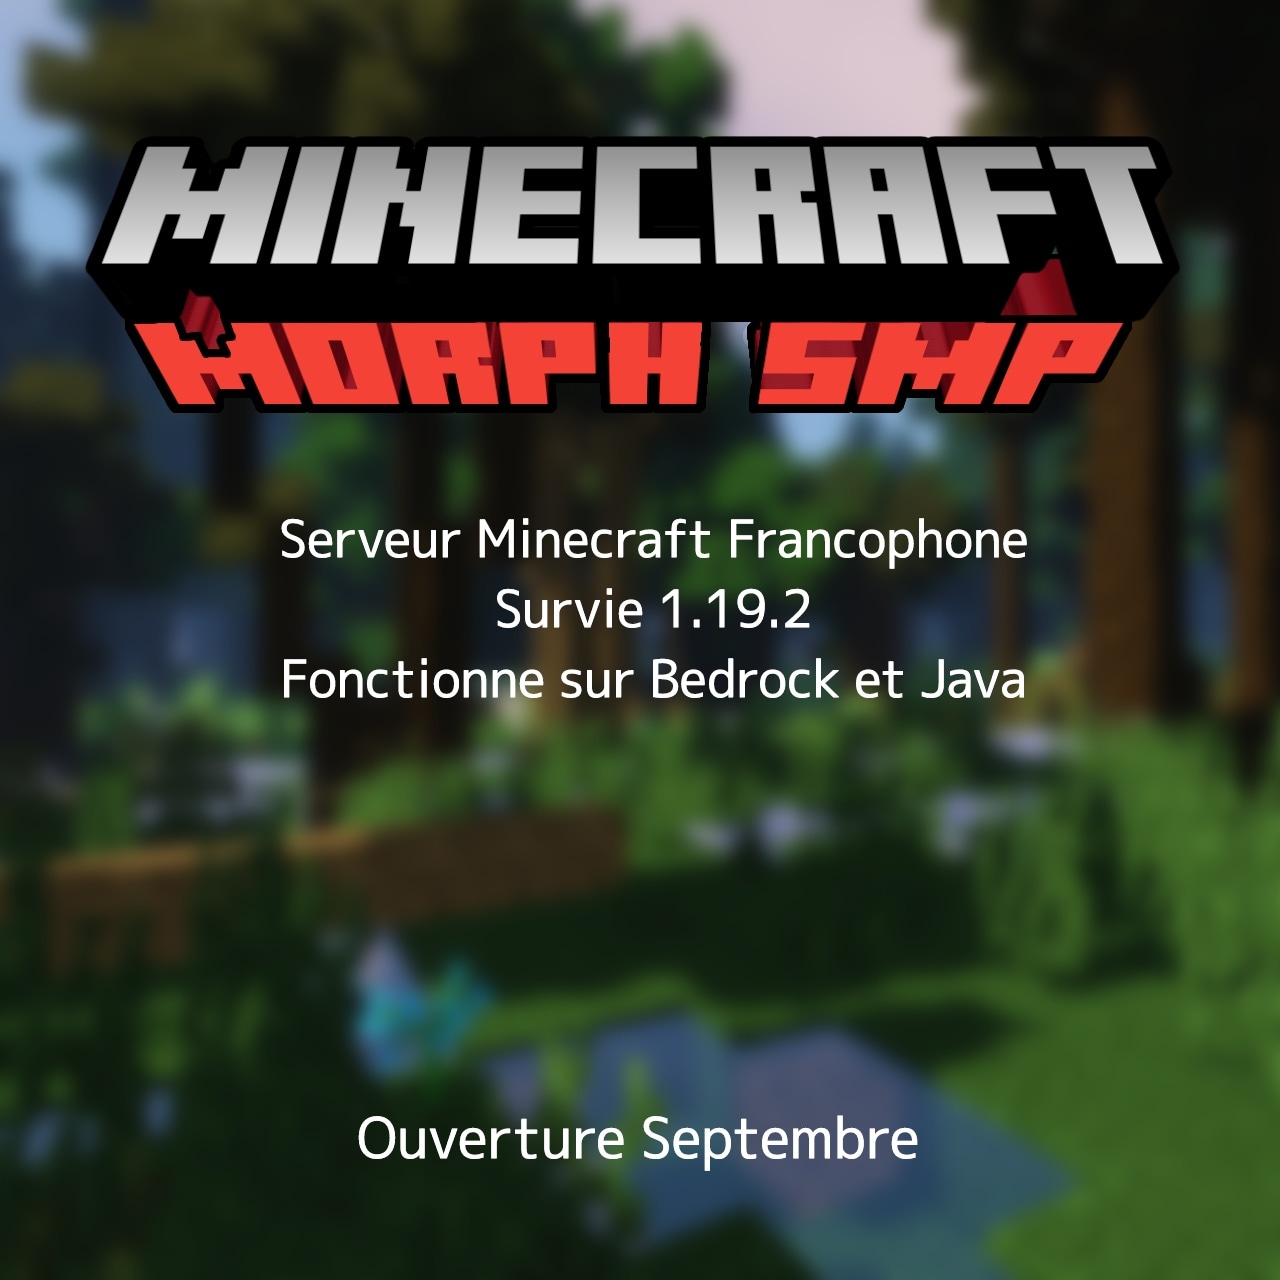 MINECRAFT
MORPH SMP
Serveur Minecraft Francophone
Survie 1.19.2
Fonctionne sur Bedrock et Java
Ouverture Septembre